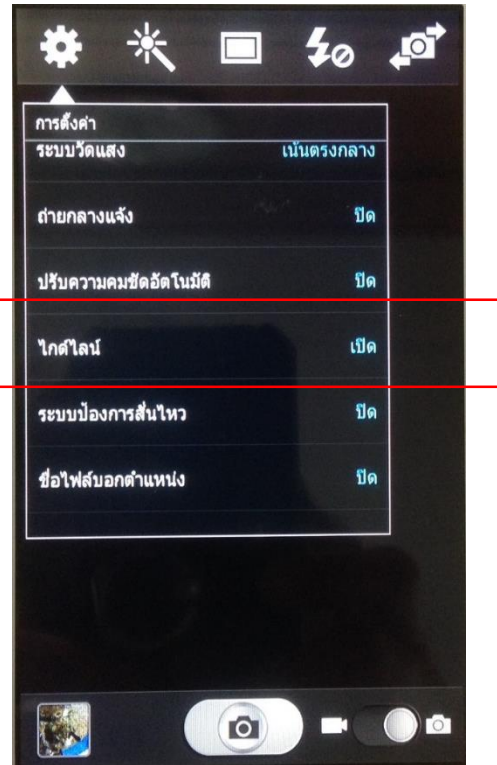 การตั้งค่า
ระบบวัดแสง เน้นตรงกลาง
ถ่ายกลางแจ้ง ปิด
ปรับความคมชัดอัตโนมัติ ปิด
ไกด์ไลน์ เปิด
ระบบป้องการสั่นไหว ปิด
ชื่อไฟล์บอกตำแหน่ง ปิด